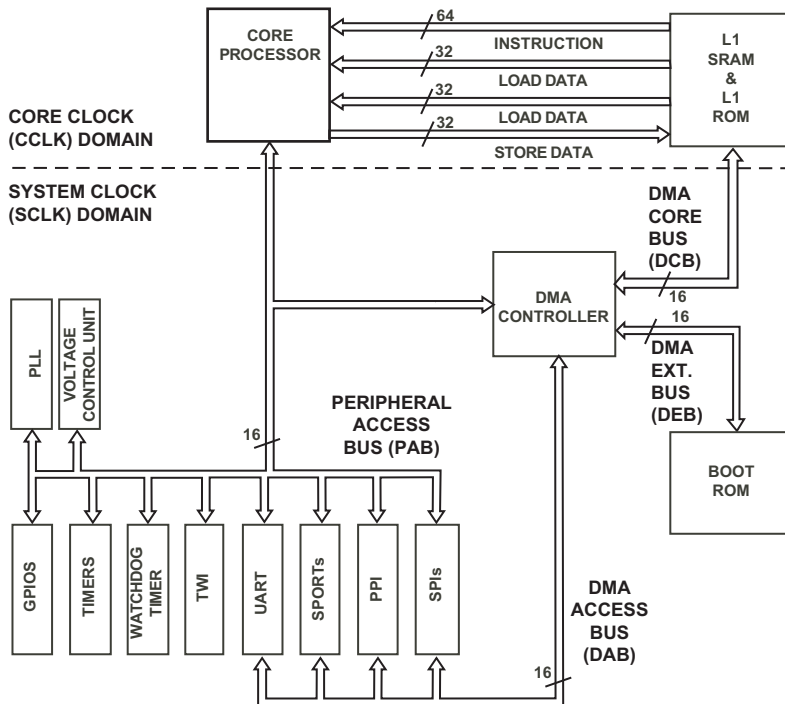 CORE
PROCESSOR
64
INSTRUCTION
32
LOAD DATA
32
LOAD DATA
32
STORE DATA
L1
SRAM
&
L1
ROM
CORE CLOCK
(CCLK) DOMAIN
SYSTEM CLOCK
(SCLK) DOMAIN
DMA
CORE
BUS
(DCB)
16
DMA
CONTROLLER
16
DMA
EXT.
BUS
(DEB)
PLL
VOLTAGE
CONTROL UNIT
PERIPHERAL
ACCESS
BUS (PAB)
16
BOOT
ROM
GPIOS
TIMERS
WATCHDOG
TIMER
TWI
UART
SPORTs
PPI
SPIs
DMA
ACCESS
BUS
(DAB)
16